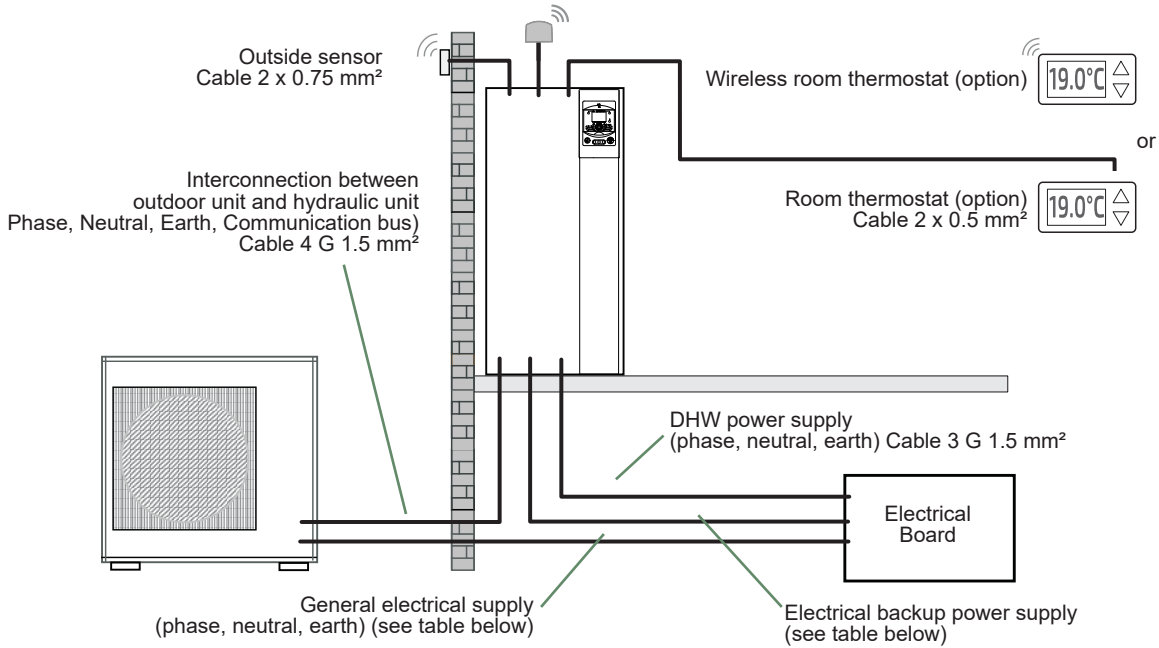 Outside sensor
Cable 2 x 0.75 mm²
Wireless room thermostat (option)
19.0°C
or
Interconnection between
outdoor unit and hydraulic unit
Phase, Neutral, Earth, Communication bus)
Cable 4 G 1.5 mm²
Room thermostat (option)
Cable 2 x 0.5 mm²
19.0°C
DHW power supply
(phase, neutral, earth) Cable 3 G 1.5 mm²
Electrical
Board
General electrical supply
(phase, neutral, earth) (see table below)
Electrical backup power supply
(see table below)